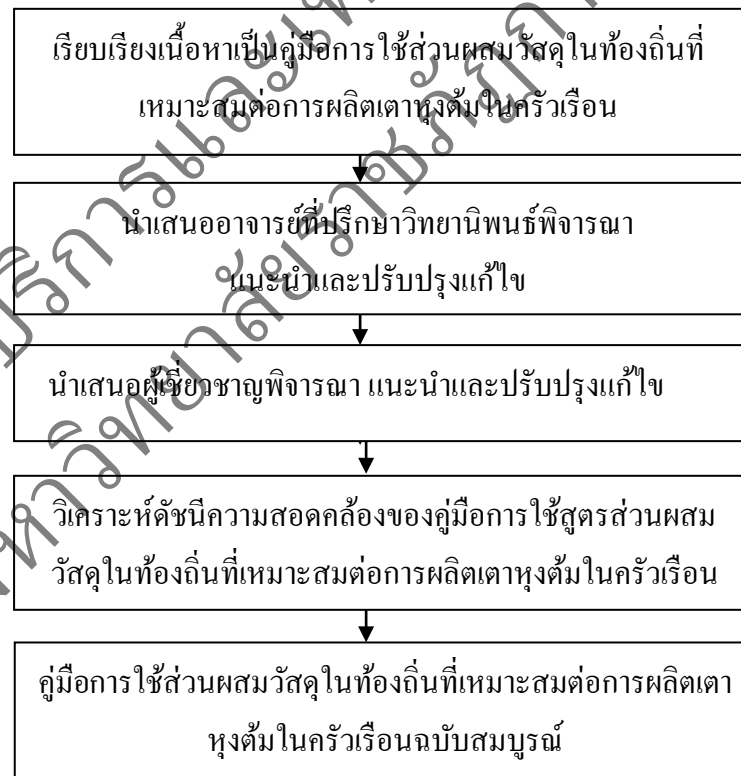 เรียบเรียงเนื้อหาเป็นคู่มือการใช้ส่วนผสมวัสดุในท้องถิ่นที่
เหมาะสมต่อการผลิตเตาหุงต้มในครัวเรือน
นำเสนออาจารย์ที่ปรึกษาวิทยานิพนธ์พิจารณา
แนะนำและปรับปรุงแก้ไข
นำเสนอผู้เชี่ยวชาญพิจารณา แนะนำและปรับปรุงแก้ไข
วิเคราะห์ดัชนีความสอดคล้องของคู่มือการใช้สูตรส่วนผสม
วัสดุในท้องถิ่นที่เหมาะสมต่อการผลิตเตาหุงต้มในครัวเรือน
คู่มือการใช้ส่วนผสมวัสดุในท้องถิ่นที่เหมาะสมต่อการผลิตเตา
หุงต้มในครัวเรือนฉบับสมบูรณ์